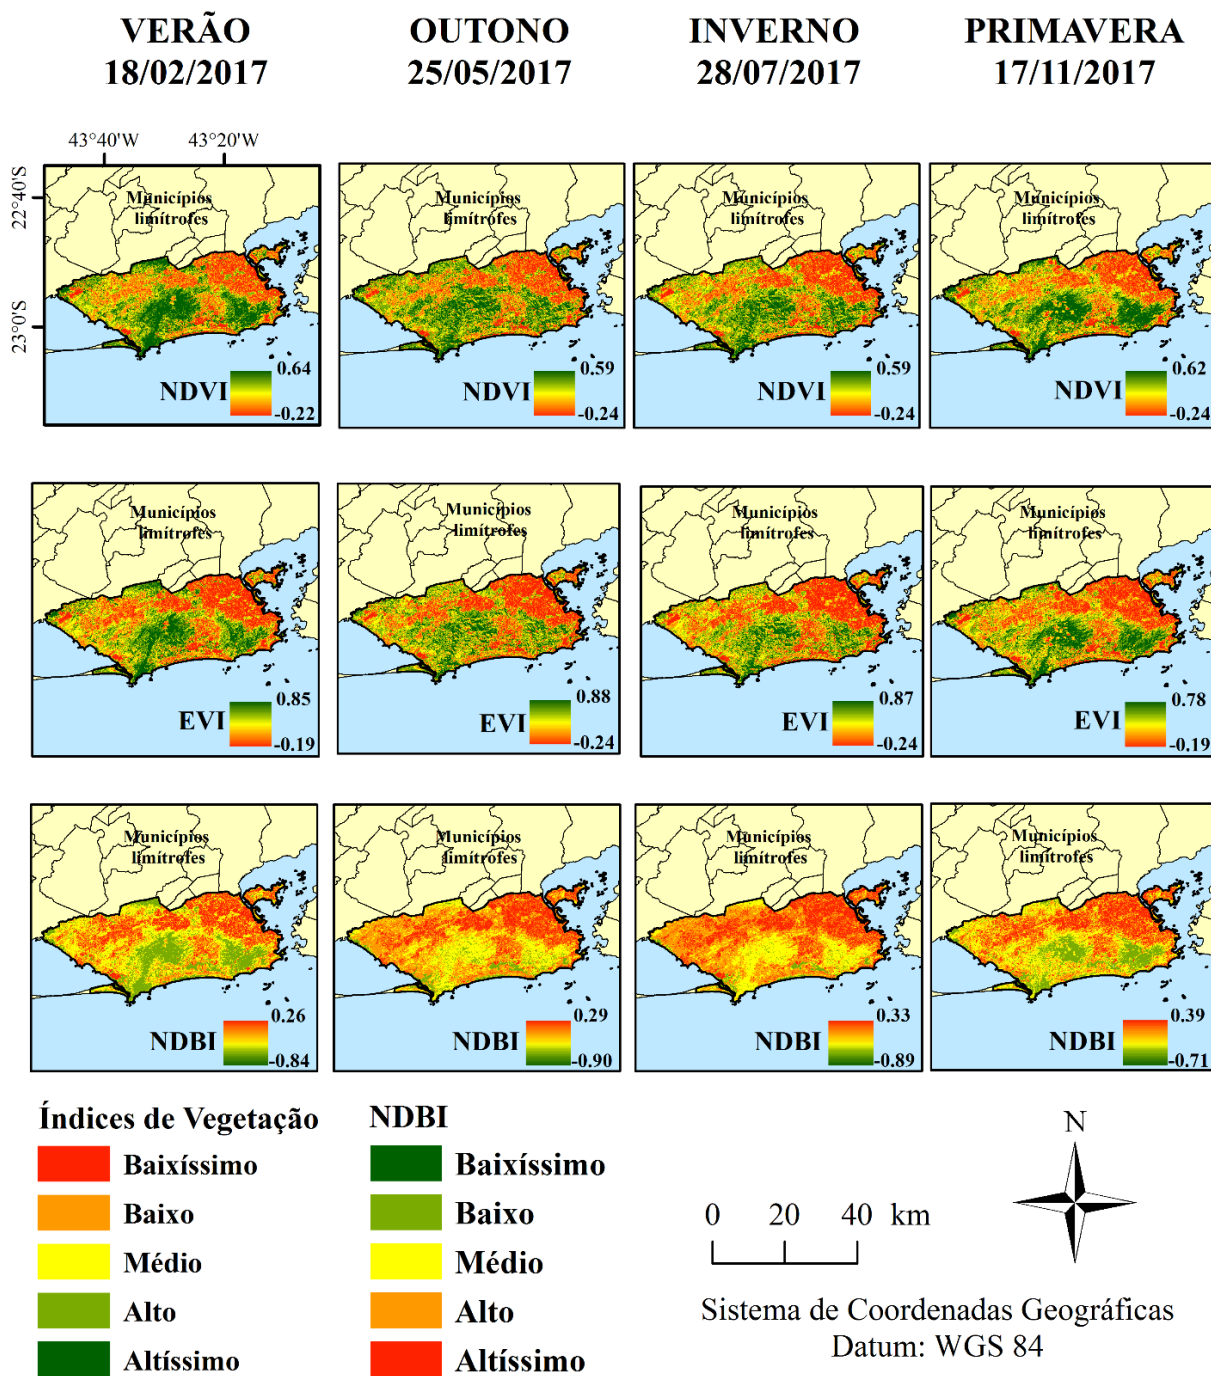 VERÃO
18/02/2017
OUTONO
25/05/2017
INVERNO
28/07/2017
PRIMAVERA
17/11/2017
43°40'W
43°20'W
22°40'S
23°0'S
Municípios
limítrofes
0.64
NDVI
-0.22
Municípios
limítrofes
0.59
NDVI
-0.24
Municípios
limítrofes
0.59
NDVI
-0.24
Municípios
limítrofes
0.62
NDVI
-0.24
Municípios
limítrofes
0.85
EVI
-0.19
Municípios
limítrofes
0.88
EVI
-0.24
Municípios
limítrofes
0.87
EVI
-0.24
Municípios
limítrofes
0.78
EVI
-0.19
Municípios
limítrofes
0.26
NDBI
-0.84
Municípios
limítrofes
0.29
NDBI
-0.90
Municípios
limítrofes
0.33
NDBI
-0.89
Municípios
limítrofes
0.39
NDBI
-0.71
Índices de Vegetação
Baixíssimo
Baixo
Médio
Alto
Altíssimo
NDBI
Baixíssimo
Baixo
Médio
Alto
Altíssimo
0 20 40 km
N
Sistema de Coordenadas Geográficas
Datum: WGS 84